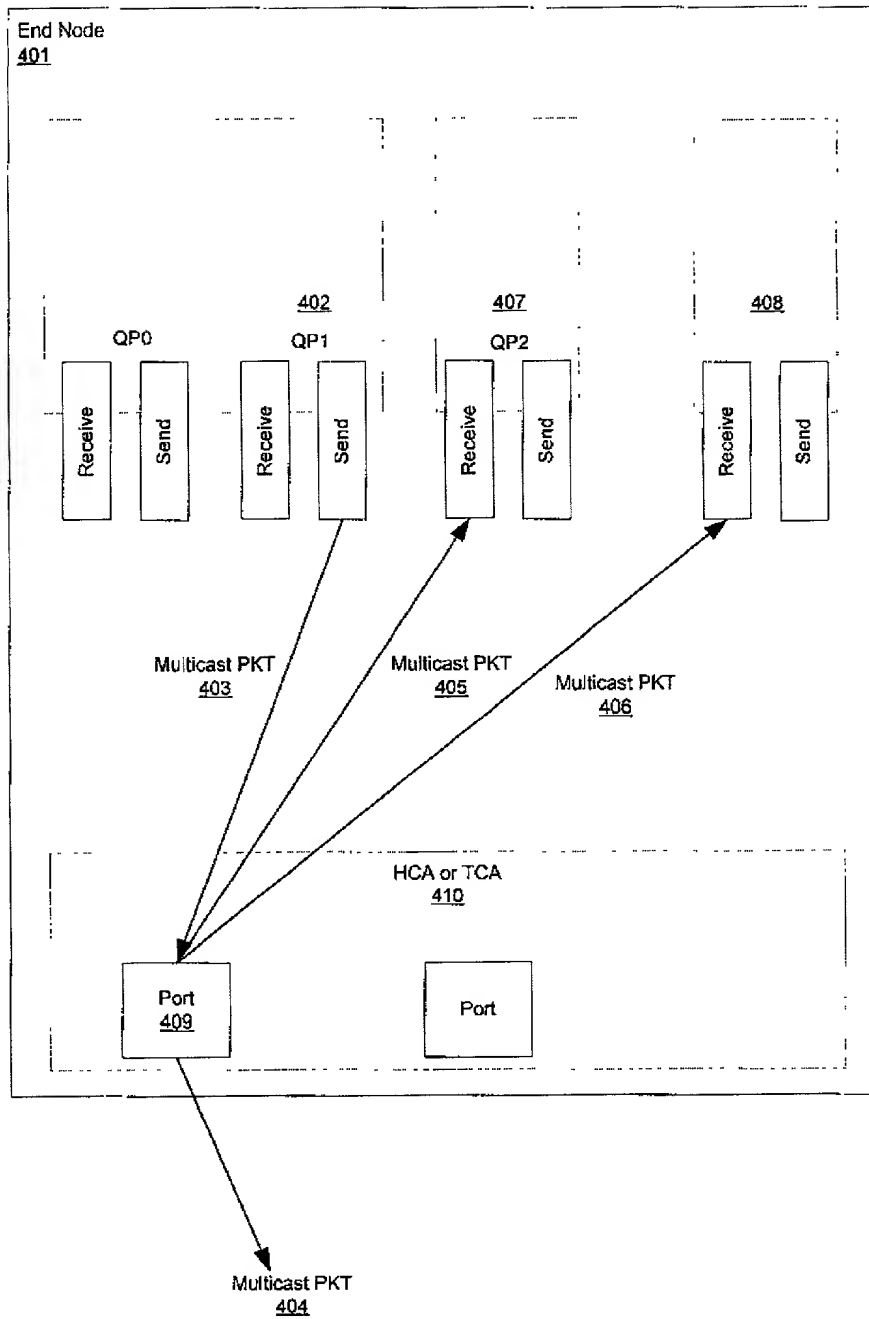 End Node
401
402
407
408
QP0
QP1
QP2
Receive
Send
Receive
Send
Receive
Send
Receive
Send
Multicast PKT
403
Multicast PKT
405
Multicast PKT
406
HCA or TCA
410
Port
409
Port
Multicast PKT
404